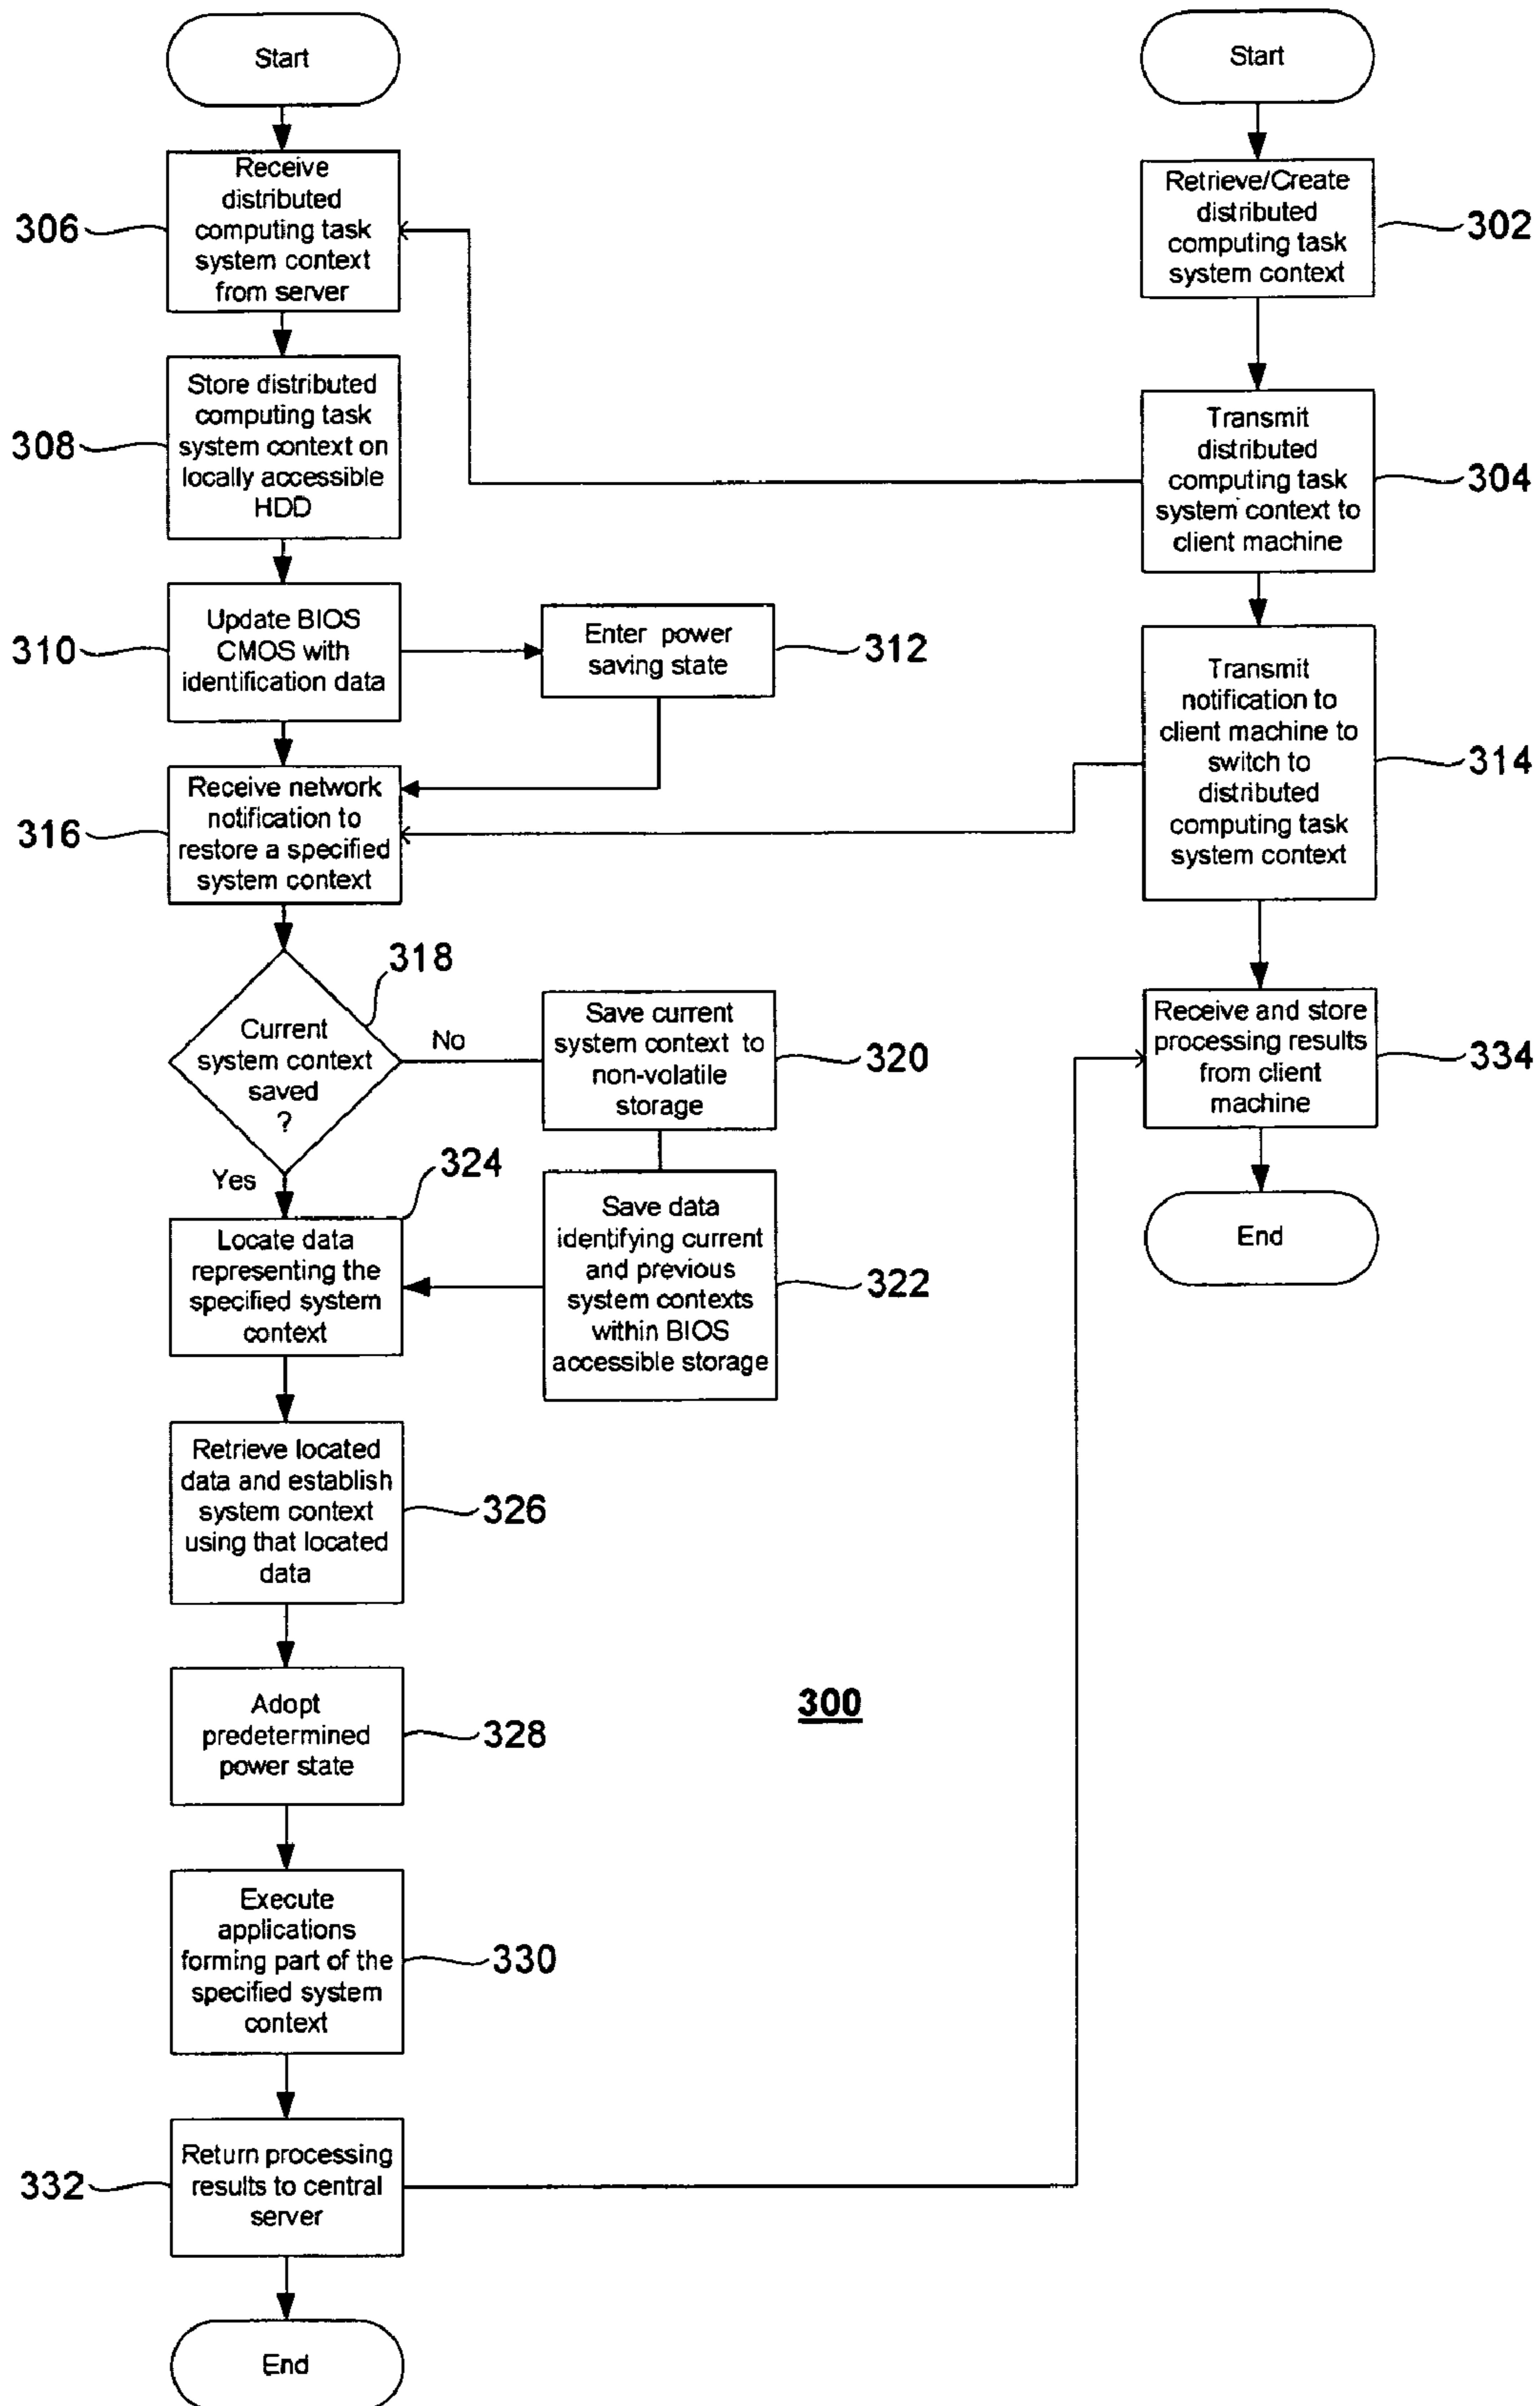 Start
Receive
distributed
computing task
system context
from server
306
Store distributed
computing task
system context on
locally accessible
HDD
308
Update BIOS
CMOS with
identification data
310
Enter power
saving state
312
Receive network
notification to
restore a specified
system context
316
Current
system context
saved
?
318
No
Yes
Save current
system context to
non-volatile
storage
320
Save data
identifying current
and previous
system contexts
within BIOS
accessible storage
322
Locate data
representing the
specified system
context
324
Retrieve located
data and establish
system context
using that located
data
326
Adopt
predetermined
power state
328
Execute
applications
forming part of the
specified system
context
330
Return processing
results to central
server
332
End
300
Start
Retrieve/Create
distributed
computing task
system context
302
Transmit
distributed
computing task
system context to
client machine
304
Transmit
notification to
client machine to
switch to
distributed
computing task
system context
314
Receive and store
processing results
from client
machine
334
End